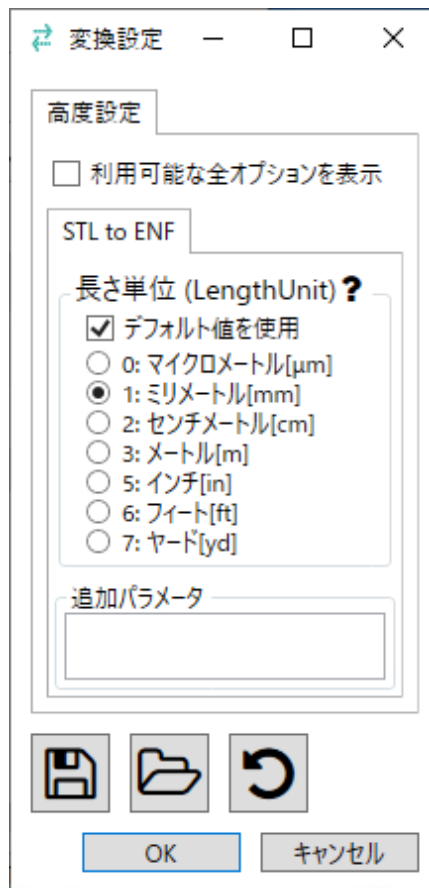 変換設定
高度設定
利用可能な全オプションを表示
STL to ENF
長さ単位 (LengthUnit) ?
デフォルト値を使用
0: マイクロメートル[μm]
1: ミリメートル[mm]
2: センチメートル[cm]
3: メートル[m]
5: インチ[in]
6: フィート[ft]
7: ヤード[yd]
追加パラメータ
OK キャンセル